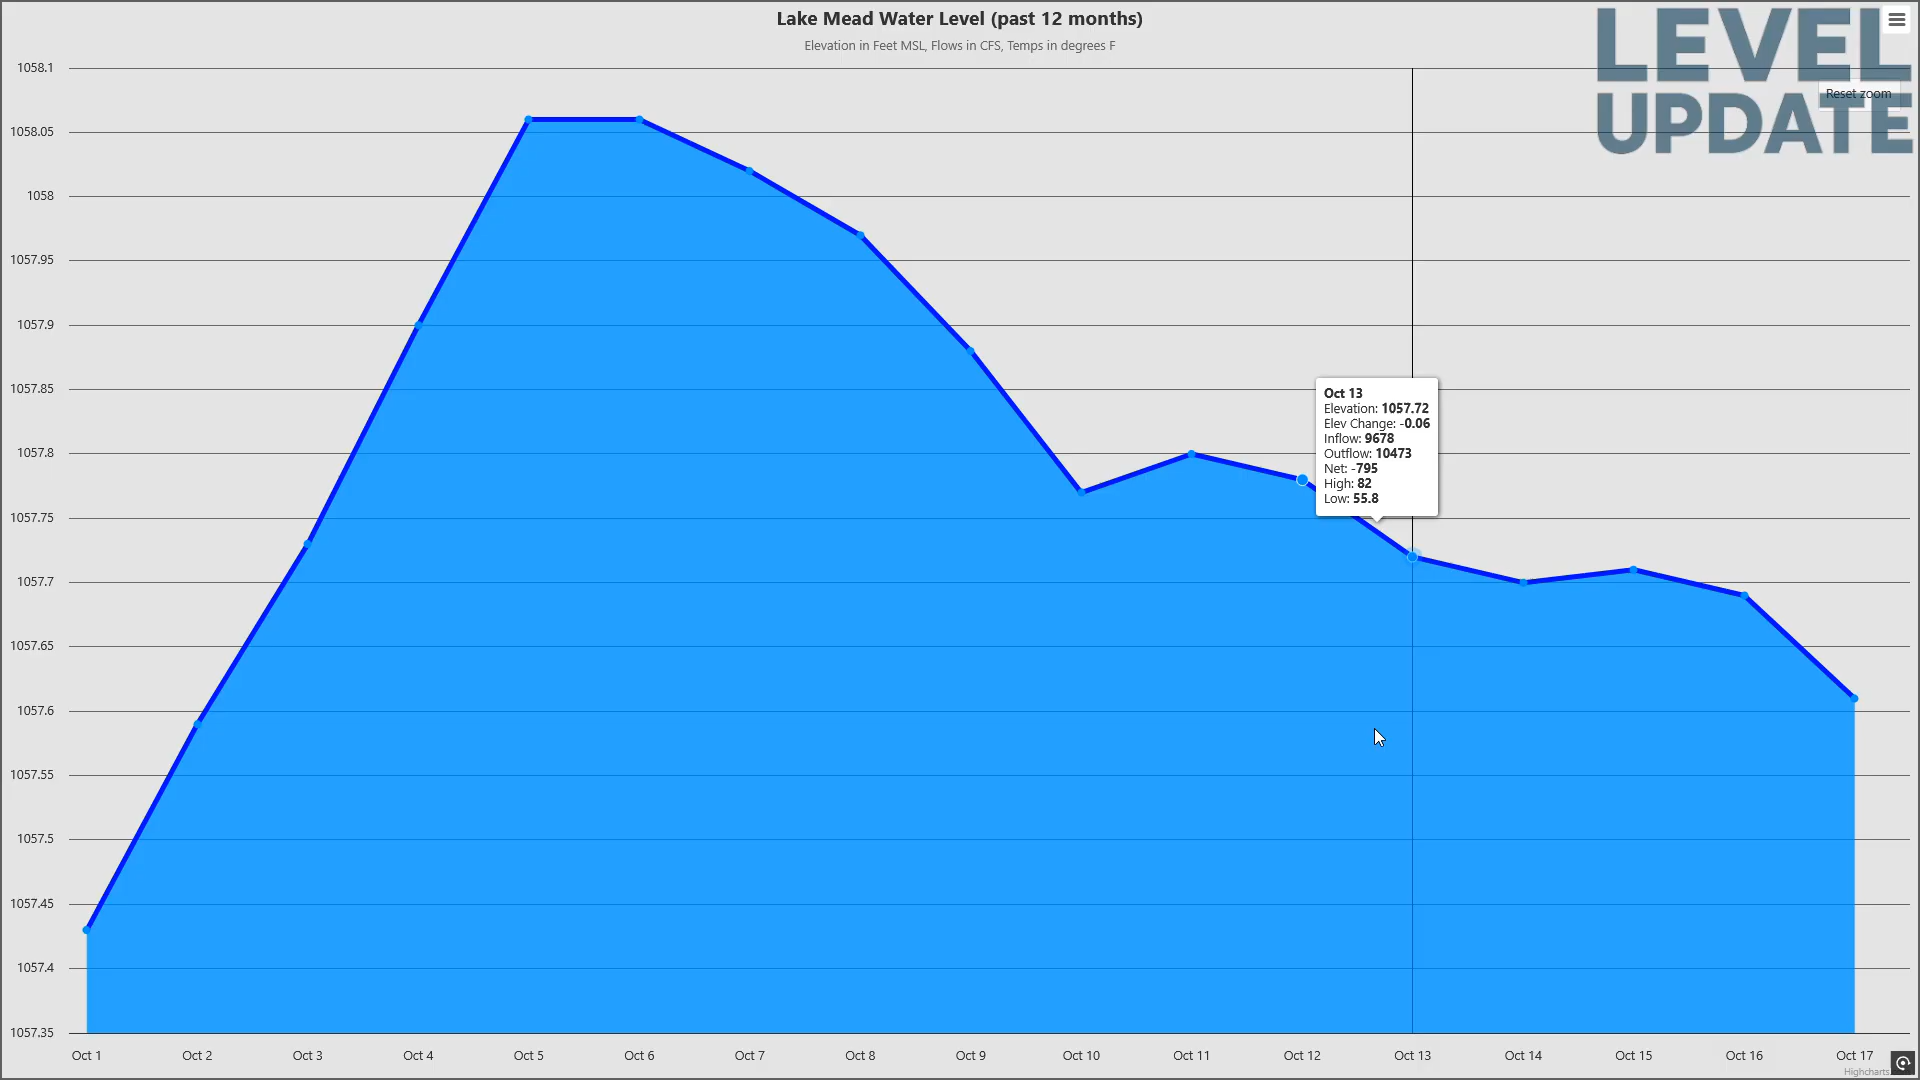 Lake Mead Water Level (past 12 months)
Elevation in Feet MSL, Flows in CFS, Temps in degrees F
LEVEL
UPDATE
Reset zoom
1058.1
1058.05
1058
1057.95
1057.9
1057.85
1057.8
1057.75
1057.7
1057.65
1057.6
1057.55
1057.5
1057.45
1057.4
1057.35
Oct 13
Elevation: 1057.72
Elev Change: -0.06
Inflow: 9678
Outflow: 10473
Net: -795
High: 82
Low: 55.8
Oct 1 Oct 2 Oct 3 Oct 4 Oct 5 Oct 6 Oct 7 Oct 8 Oct 9 Oct 10 Oct 11 Oct 12 Oct 13 Oct 14 Oct 15 Oct 16 Oct 17
Highcharts